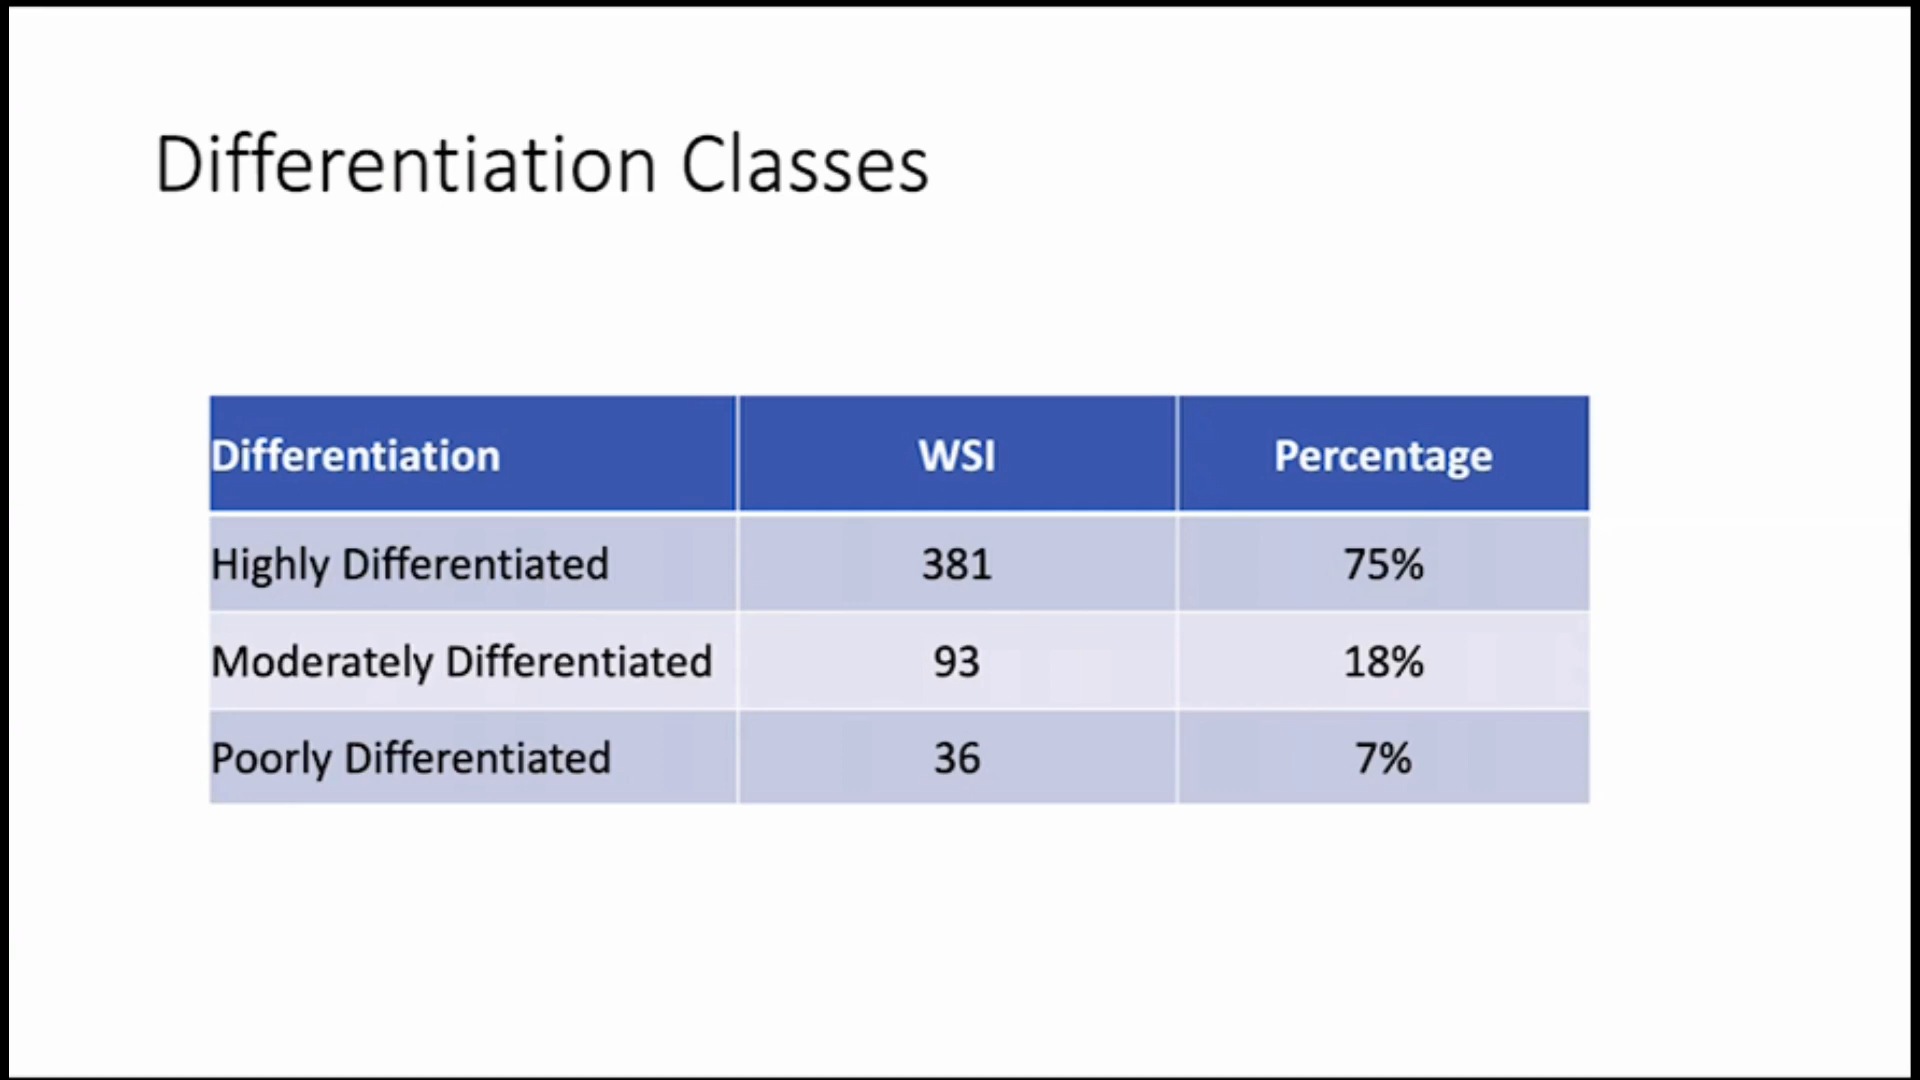 Differentiation Classes
Differentiation WSI Percentage
Highly Differentiated 381 75%
Moderately Differentiated 93 18%
Poorly Differentiated 36 7%